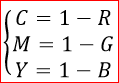 C = 1 − R
M = 1 − G
Y = 1 − B